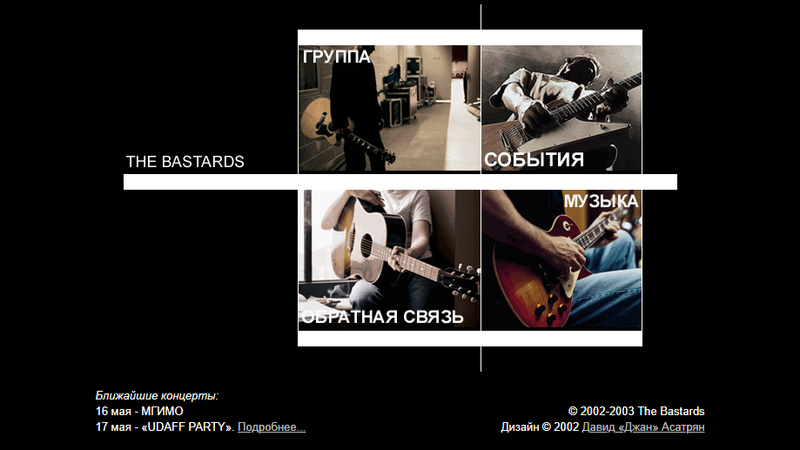 ГРУППА
СОБЫТИЯ
THE BASTARDS
МУЗЫКА
ОБРАТНАЯ СВЯЗЬ
Ближайшие концерты:
16 мая - МГИМО
17 мая - «UDAFF PARTY». Подробнее...
© 2002-2003 The Bastards
Дизайн © 2002 Давид «Джан» Асатрян